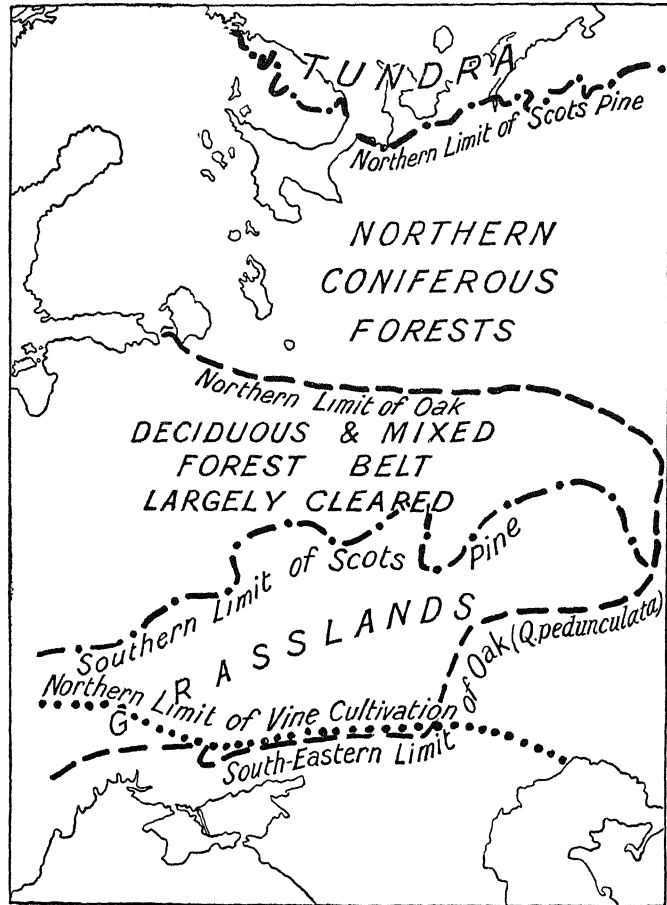 TUNDRA
Northern Limit of Scots Pine
NORTHERN
CONIFEROUS
FORESTS
Northern Limit of Oak
DECIDUOUS & MIXED
FOREST BELT
LARGELY CLEARED
Southern Limit of Scots Pine
GRASSLANDS
Northern Limit of Vine Cultivation
South-Eastern Limit of Oak (Q.pedunculata)